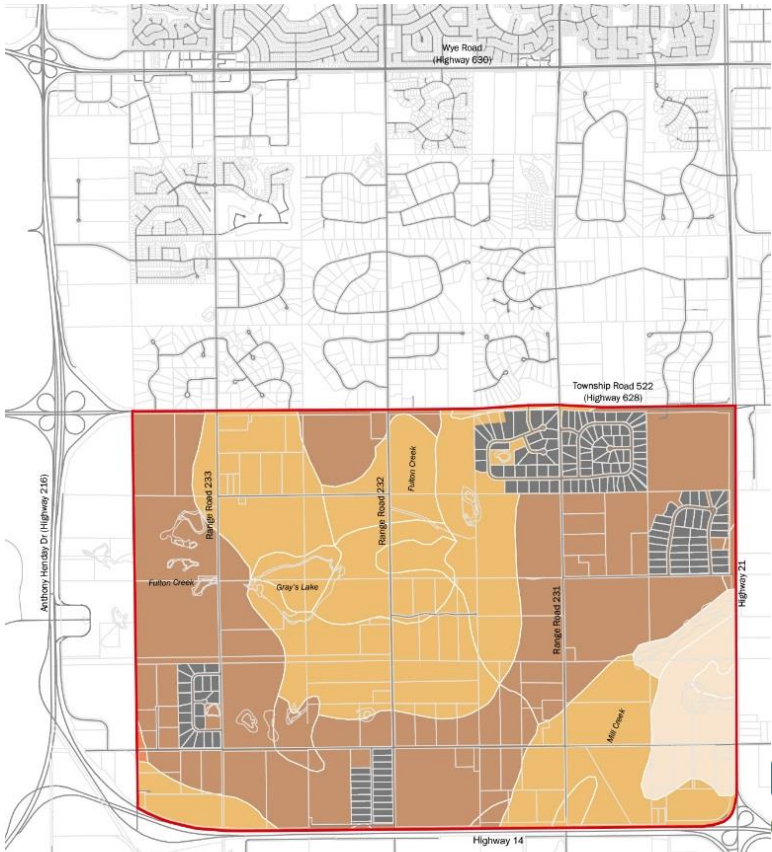 Wye Road
(Highway 630)
Township Road 522
(Highway 628)
Anthony Henday Dr (Highway 216)
Range Road 233
Range Road 232
Fulton Creek
Fulton Creek
Gray's Lake
Range Road 231
Highway 21
Mill Creek
Highway 14